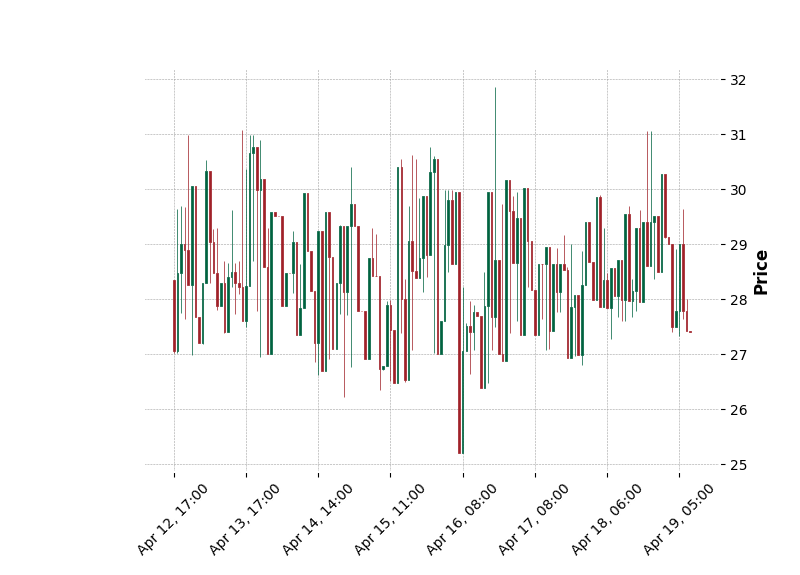 32
31
30
29
28
27
26
25
Price
Apr 12, 17:00
Apr 13, 17:00
Apr 14, 14:00
Apr 15, 11:00
Apr 16, 08:00
Apr 17, 08:00
Apr 18, 06:00
Apr 19, 05:00